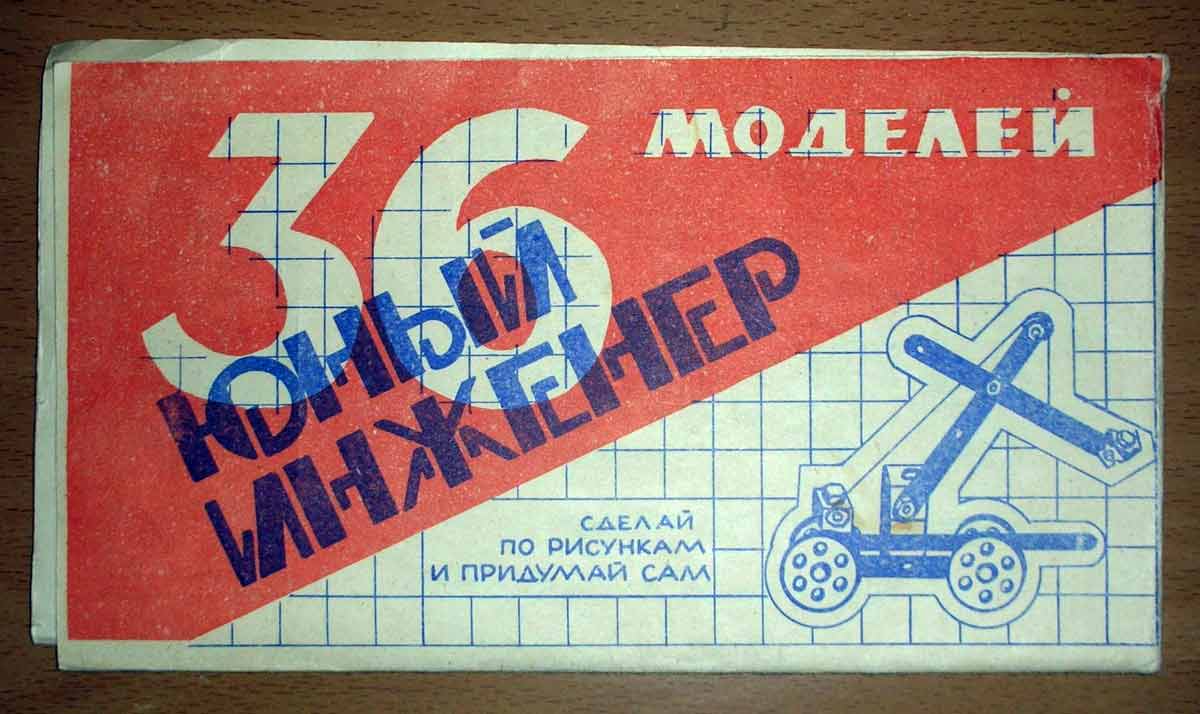 36 МОДЕЛЕЙ
ЮНЫЙ
ИНЖЕНЕР
СДЕЛАЙ
ПО РИСУНКАМ
И ПРИДУМАЙ САМ